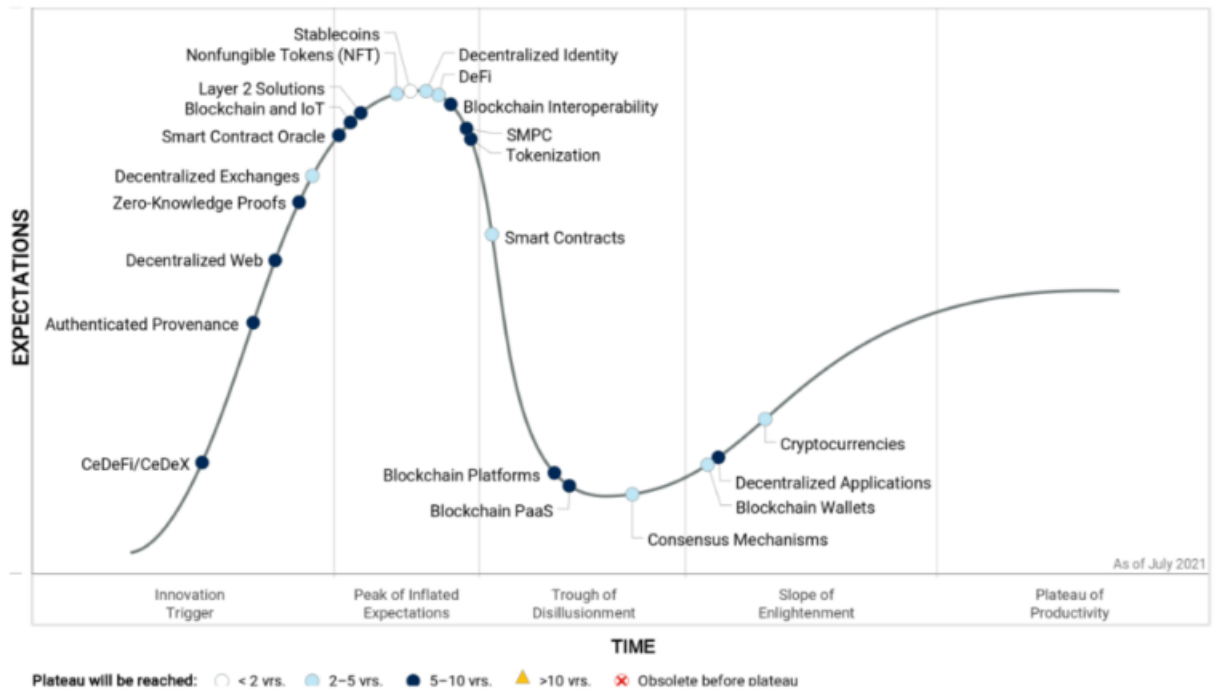 Stablecoins
Nonfungible Tokens (NFT)
Decentralized Identity
DeFi
Layer 2 Solutions
Blockchain and IoT
Blockchain Interoperability
Smart Contract Oracle
SMPC
Tokenization
Decentralized Exchanges
Zero-Knowledge Proofs
Smart Contracts
Decentralized Web
Authenticated Provenance
EXPECTATIONS
CeDeFi/CeDeX
Cryptocurrencies
Blockchain Platforms
Decentralized Applications
Blockchain PaaS
Blockchain Wallets
Consensus Mechanisms
As of July 2021
Innovation
Trigger
Peak of Inflated
Expectations
Trough of
Disillusionment
Slope of
Enlightenment
Plateau of
Productivity
TIME
Plateau will be reached: < 2 yrs. 2–5 yrs. 5–10 yrs. >10 yrs. Obsolete before plateau